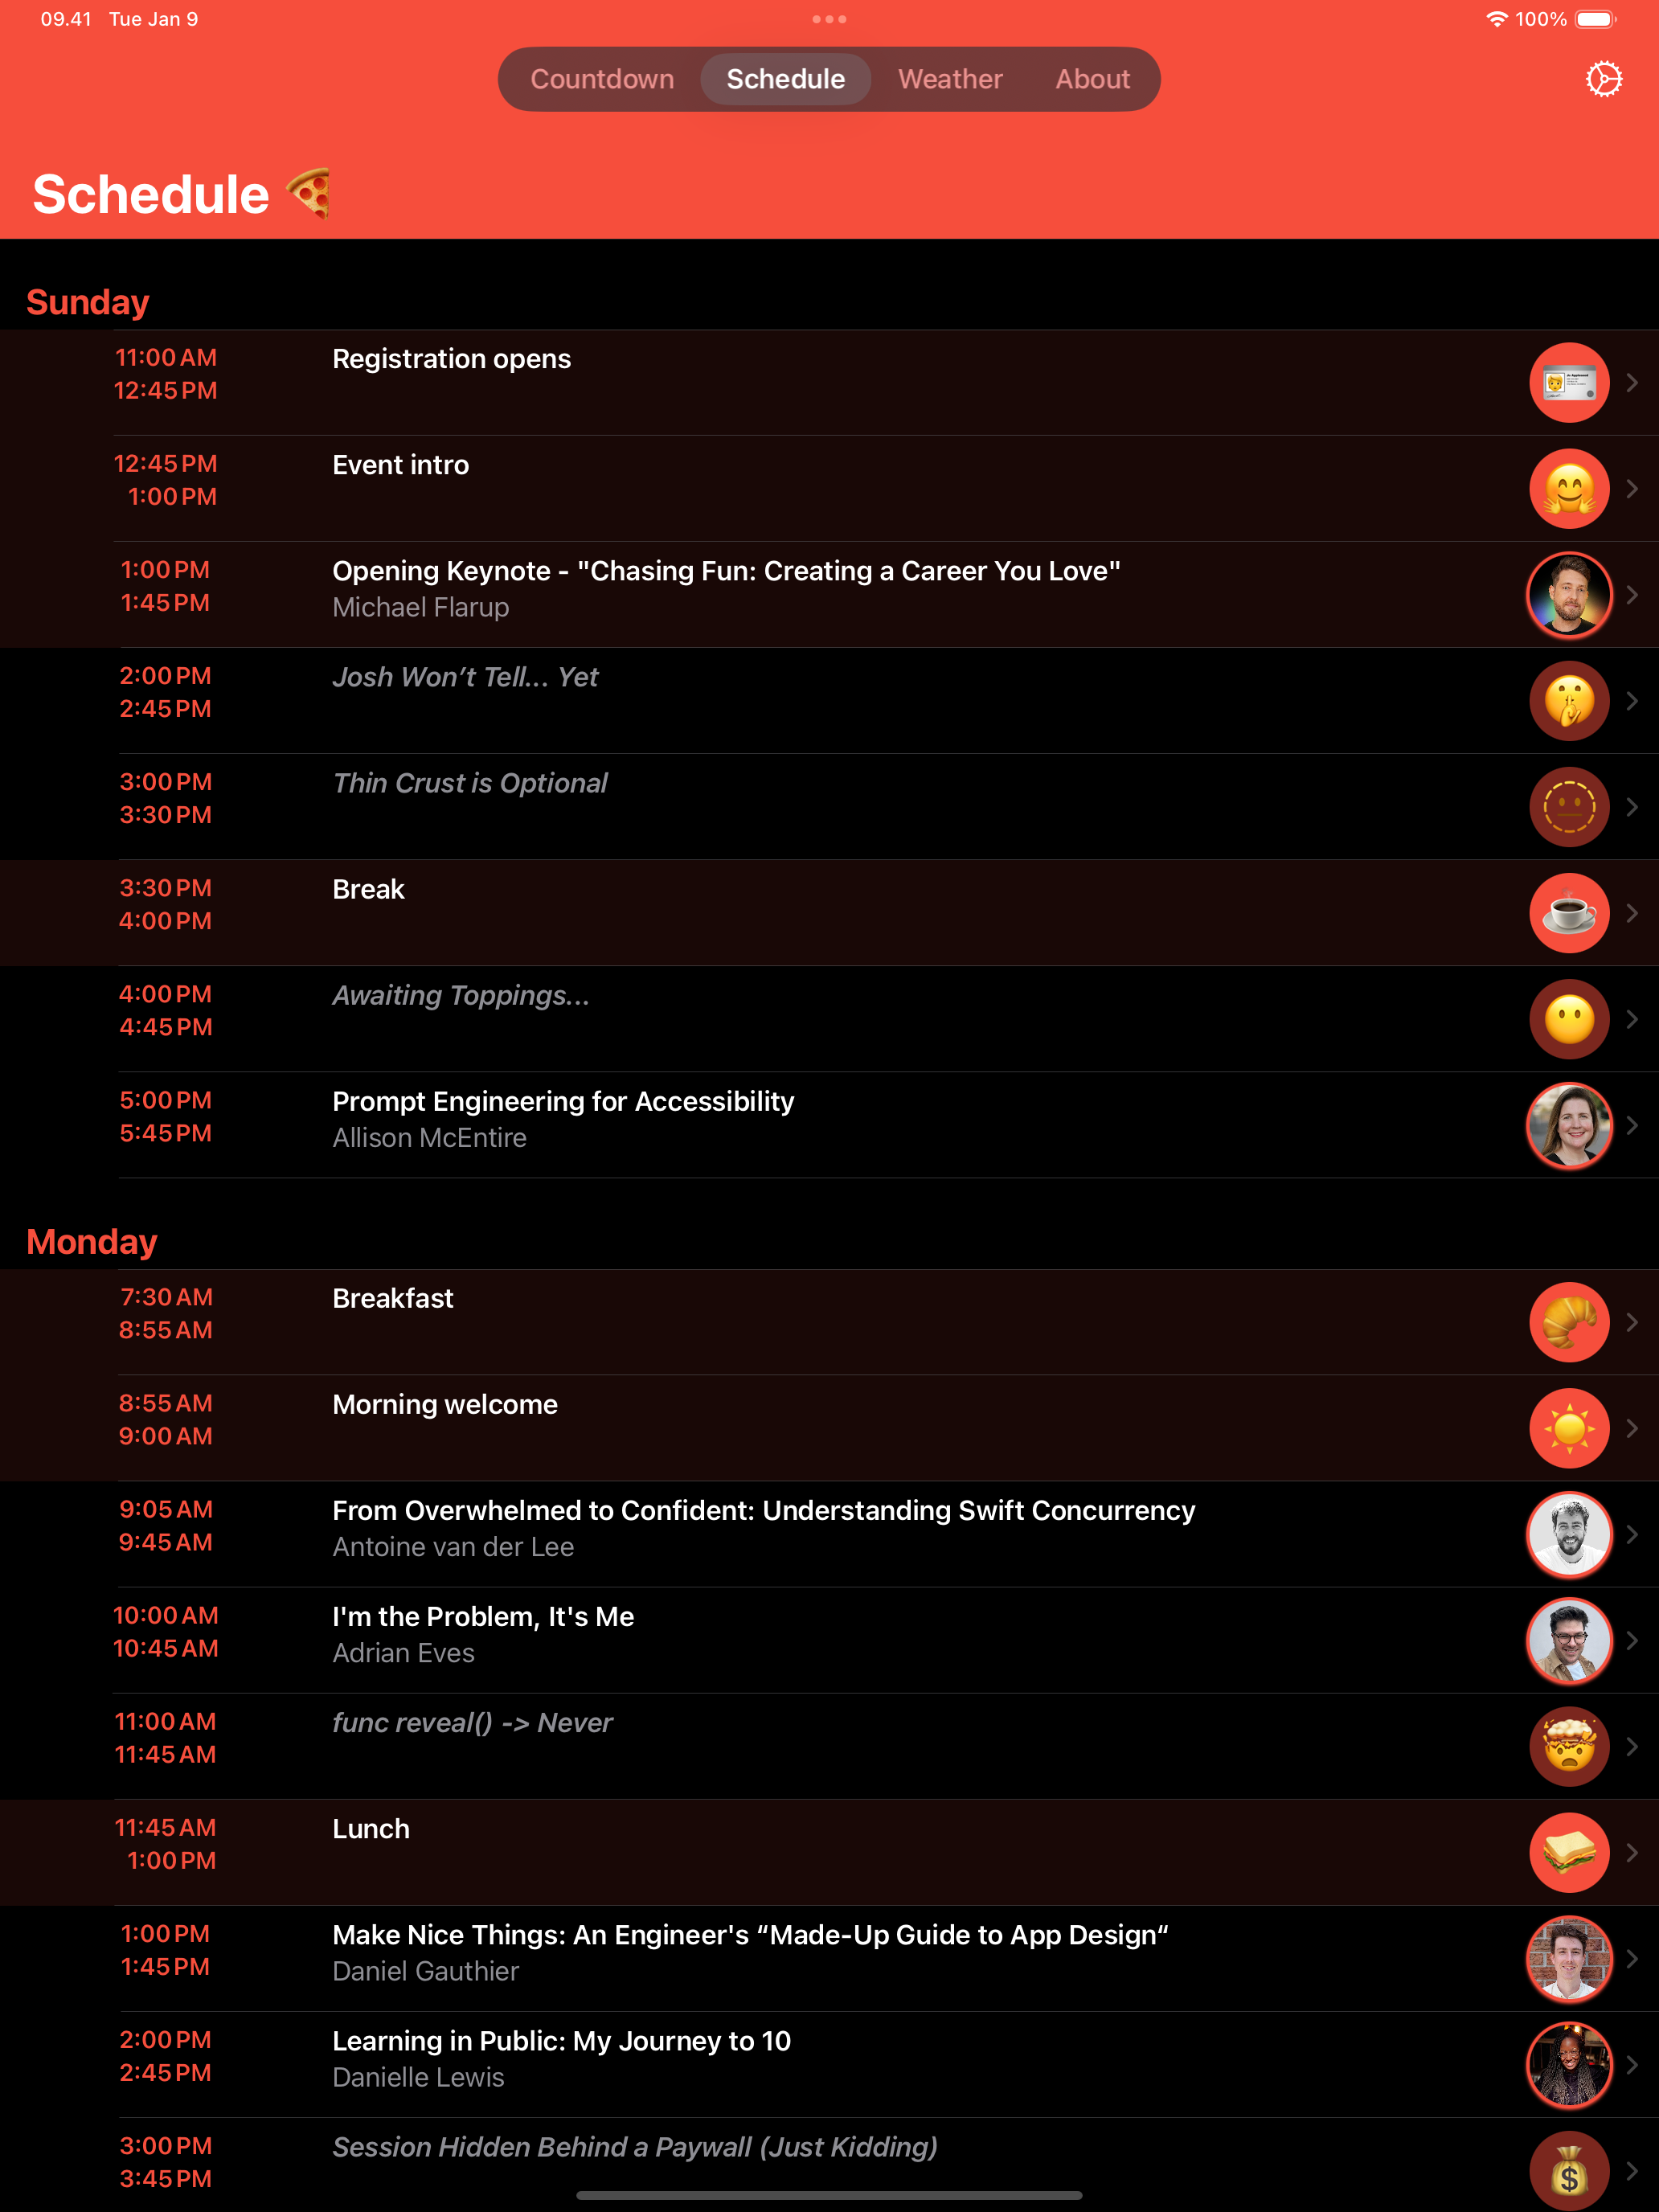 09.41 Tue Jan 9
100%
Countdown Schedule Weather About
Schedule 🍕
Sunday
11:00 AM
12:45 PM
Registration opens
12:45 PM
1:00 PM
Event intro
1:00 PM
1:45 PM
Opening Keynote - "Chasing Fun: Creating a Career You Love"
Michael Flarup
2:00 PM
2:45 PM
Josh Won’t Tell... Yet
3:00 PM
3:30 PM
Thin Crust is Optional
3:30 PM
4:00 PM
Break
4:00 PM
4:45 PM
Awaiting Toppings...
5:00 PM
5:45 PM
Prompt Engineering for Accessibility
Allison McEntire
Monday
7:30 AM
8:55 AM
Breakfast
8:55 AM
9:00 AM
Morning welcome
9:05 AM
9:45 AM
From Overwhelmed to Confident: Understanding Swift Concurrency
Antoine van der Lee
10:00 AM
10:45 AM
I'm the Problem, It's Me
Adrian Eves
11:00 AM
11:45 AM
func reveal() -> Never
11:45 AM
1:00 PM
Lunch
1:00 PM
1:45 PM
Make Nice Things: An Engineer's “Made-Up Guide to App Design“
Daniel Gauthier
2:00 PM
2:45 PM
Learning in Public: My Journey to 10
Danielle Lewis
3:00 PM
3:45 PM
Session Hidden Behind a Paywall (Just Kidding)